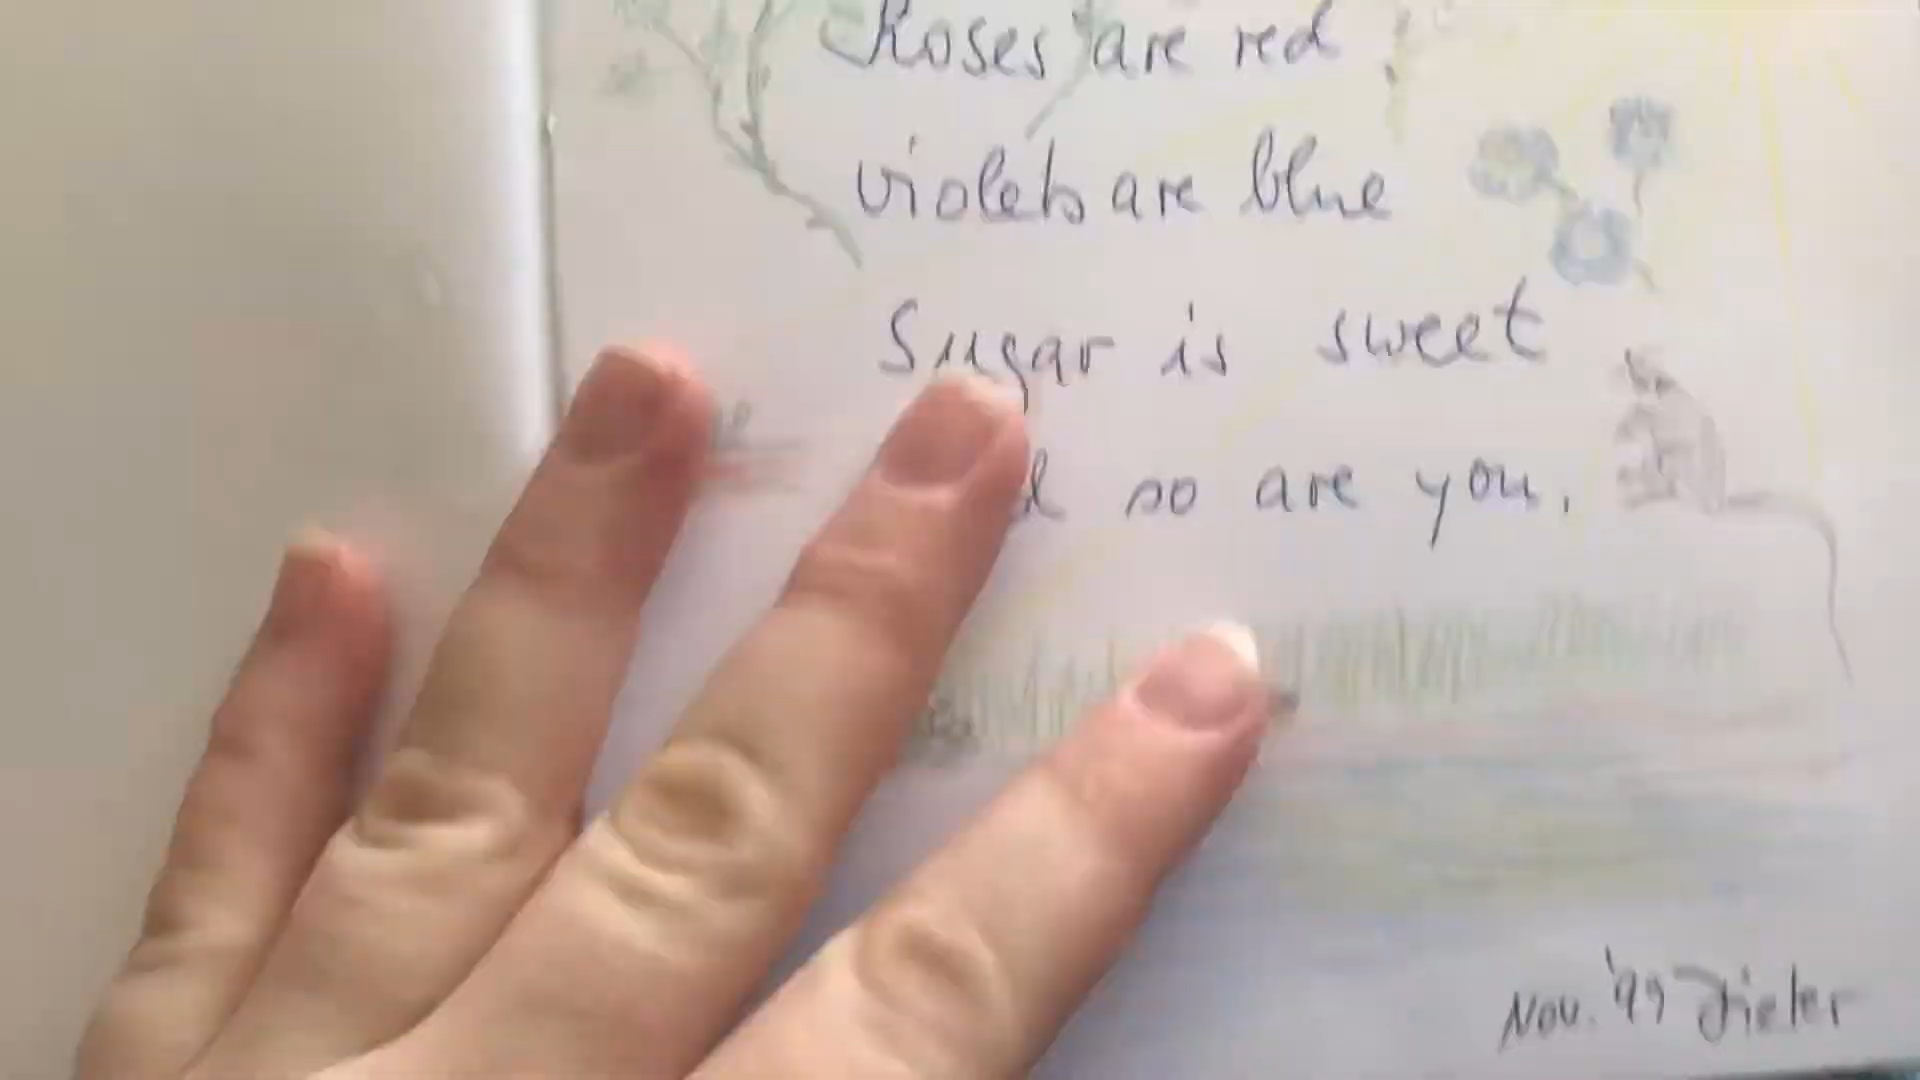 Roses are red,
violets are blue
Sugar is sweet
d so are you.
Nov. '99 Dieter